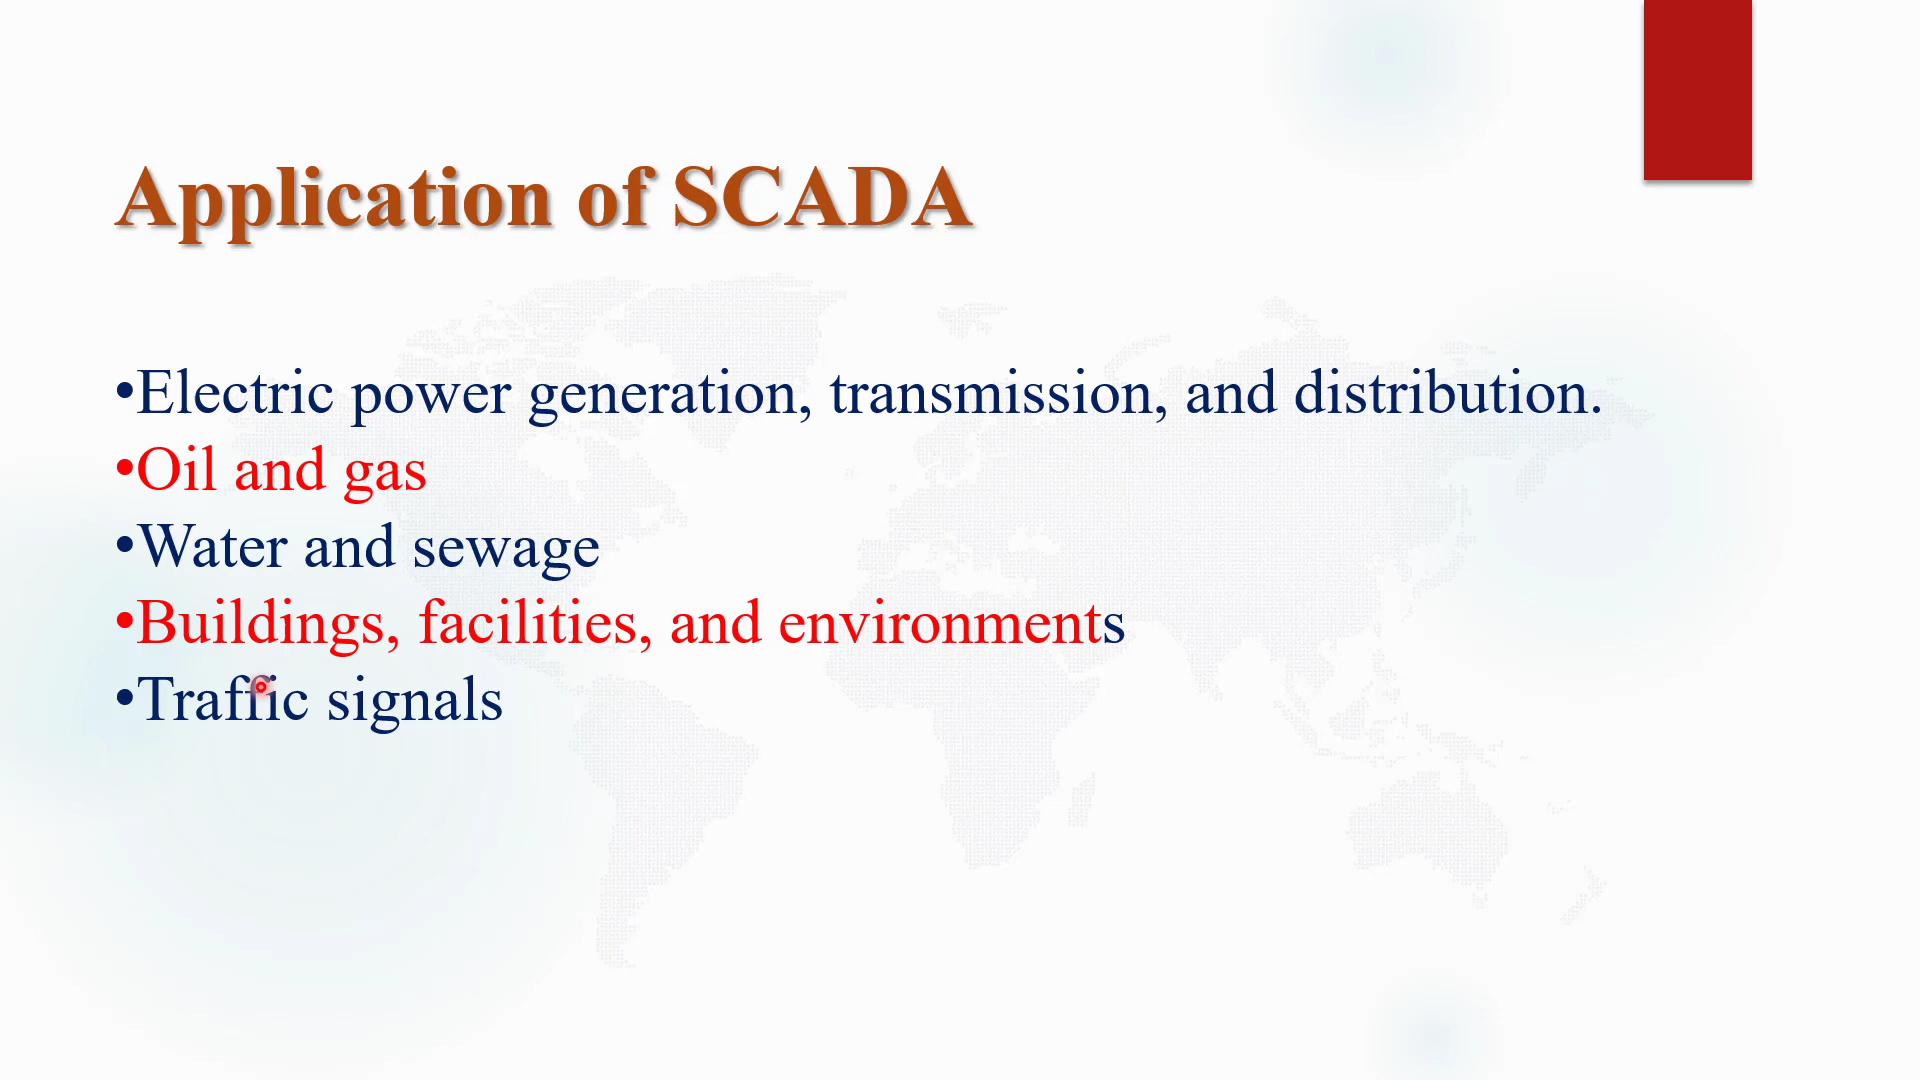 Application of SCADA
•Electric power generation, transmission, and distribution.
•Oil and gas
•Water and sewage
•Buildings, facilities, and environments
•Traffic signals